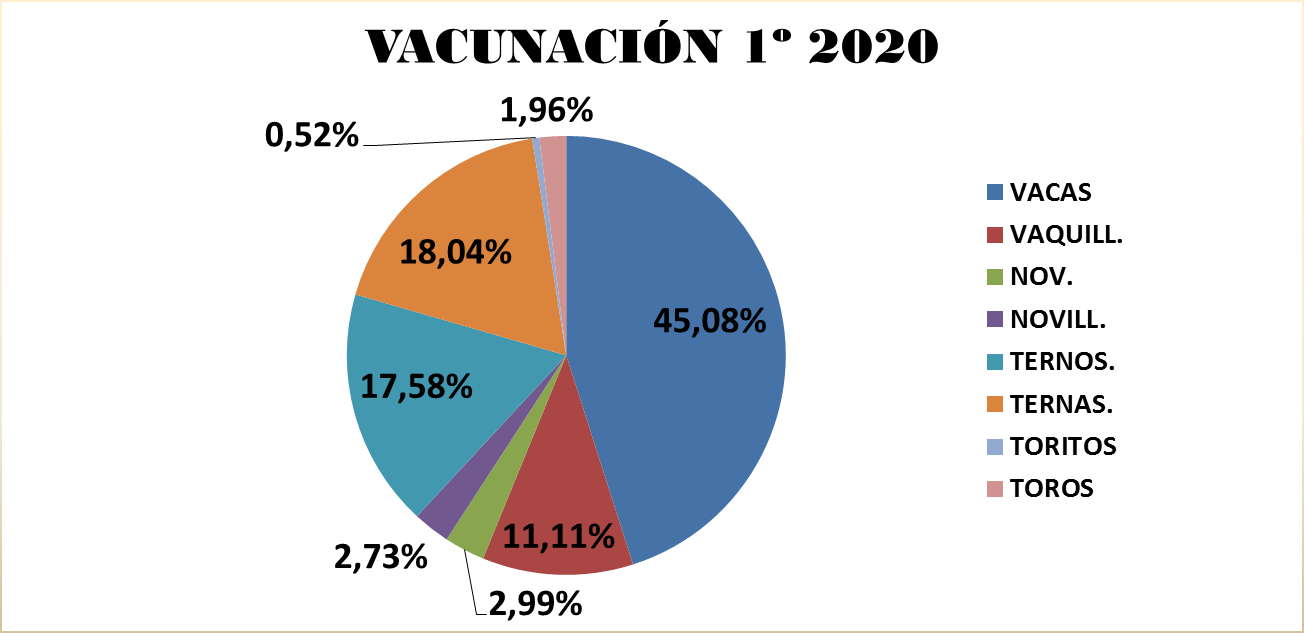 VACUNACIÓN 1º 2020
1,96%
0,52%
18,04%
45,08%
17,58%
11,11%
2,73%
2,99%
VACAS
VAQUILL.
NOV.
NOVILL.
TERNOS.
TERNAS.
TORITOS
TOROS